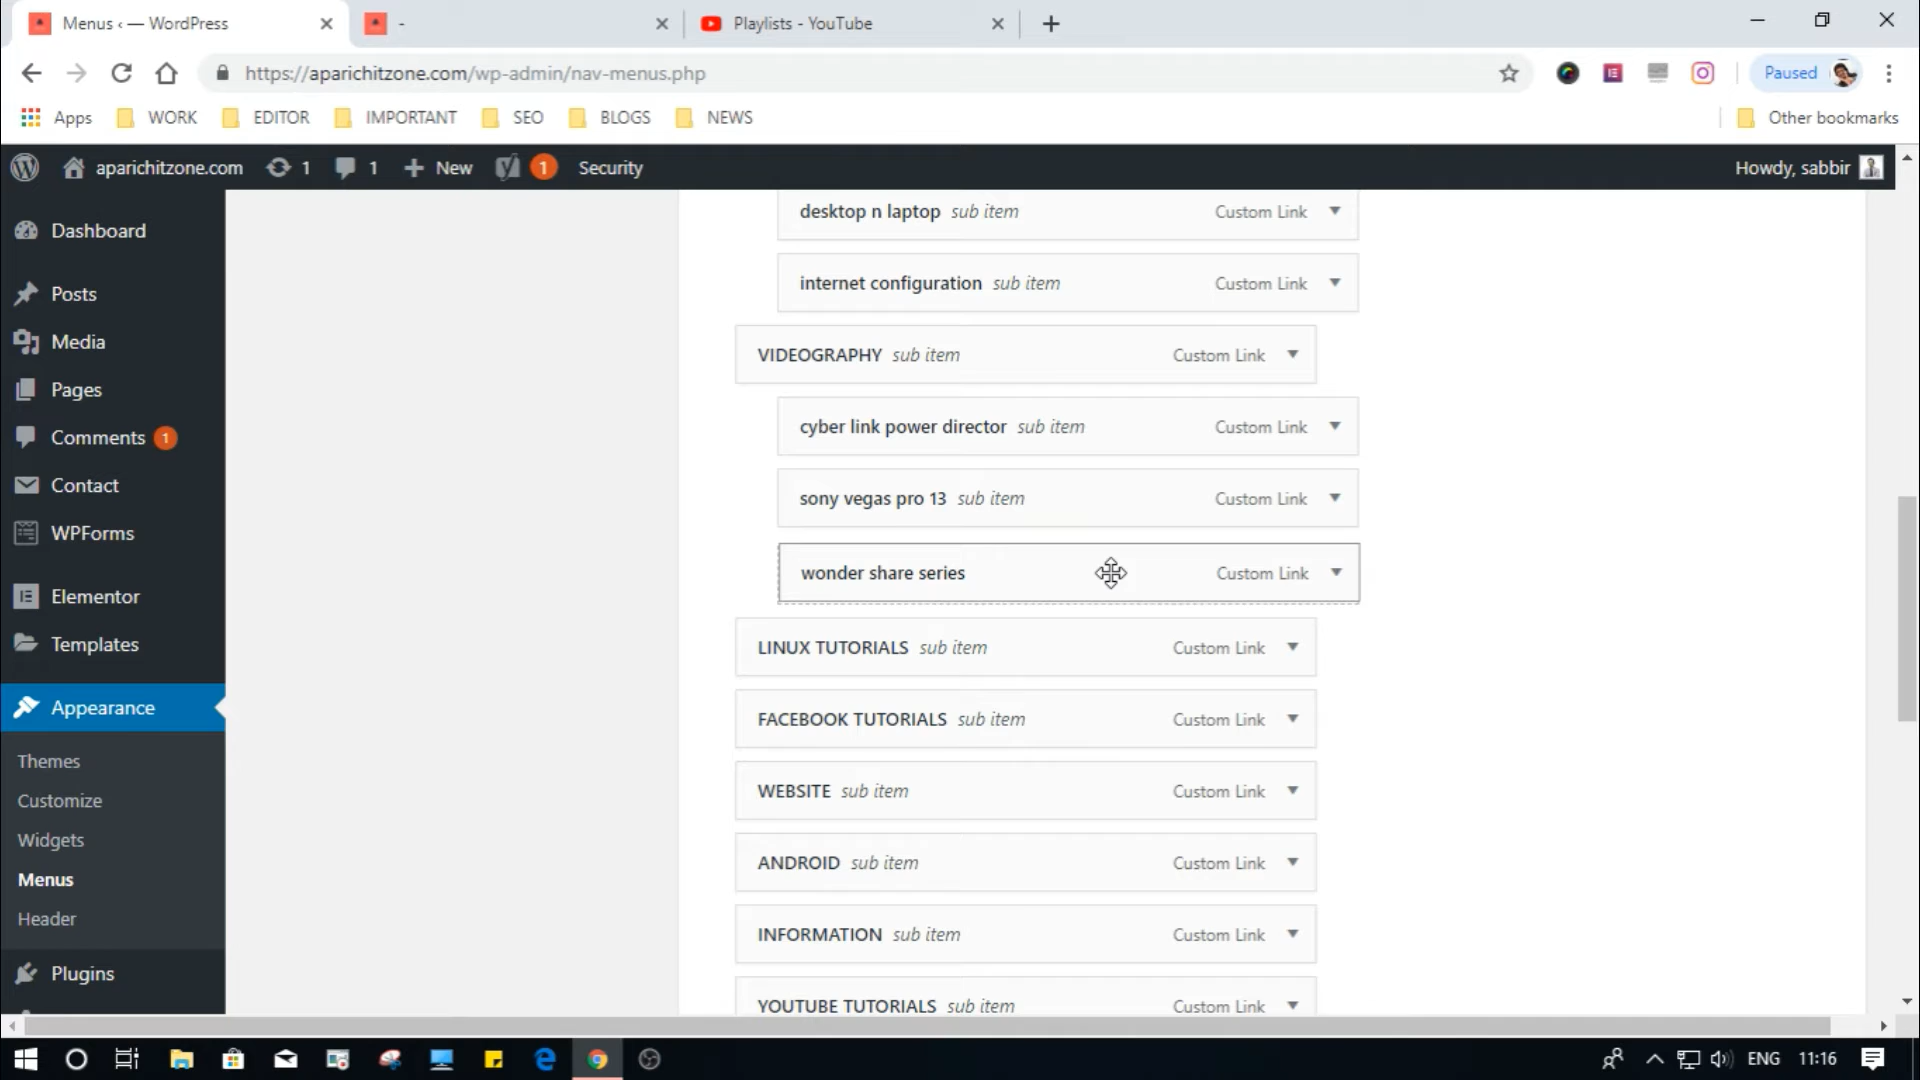 Menus ‹ — WordPress
-
Playlists - YouTube
https://aparichitzone.com/wp-admin/nav-menus.php
Paused
Apps WORK EDITOR IMPORTANT SEO BLOGS NEWS Other bookmarks
aparichitzone.com 1 1 New 1 Security Howdy, sabbir
Dashboard
Posts
Media
Pages
Comments 1
Contact
WPForms
Elementor
Templates
Appearance
Themes
Customize
Widgets
Menus
Header
Plugins
desktop n laptop sub item Custom Link
internet configuration sub item Custom Link
VIDEOGRAPHY sub item Custom Link
cyber link power director sub item Custom Link
sony vegas pro 13 sub item Custom Link
wonder share series Custom Link
LINUX TUTORIALS sub item Custom Link
FACEBOOK TUTORIALS sub item Custom Link
WEBSITE sub item Custom Link
ANDROID sub item Custom Link
INFORMATION sub item Custom Link
YOUTUBE TUTORIALS sub item Custom Link
ENG 11:16